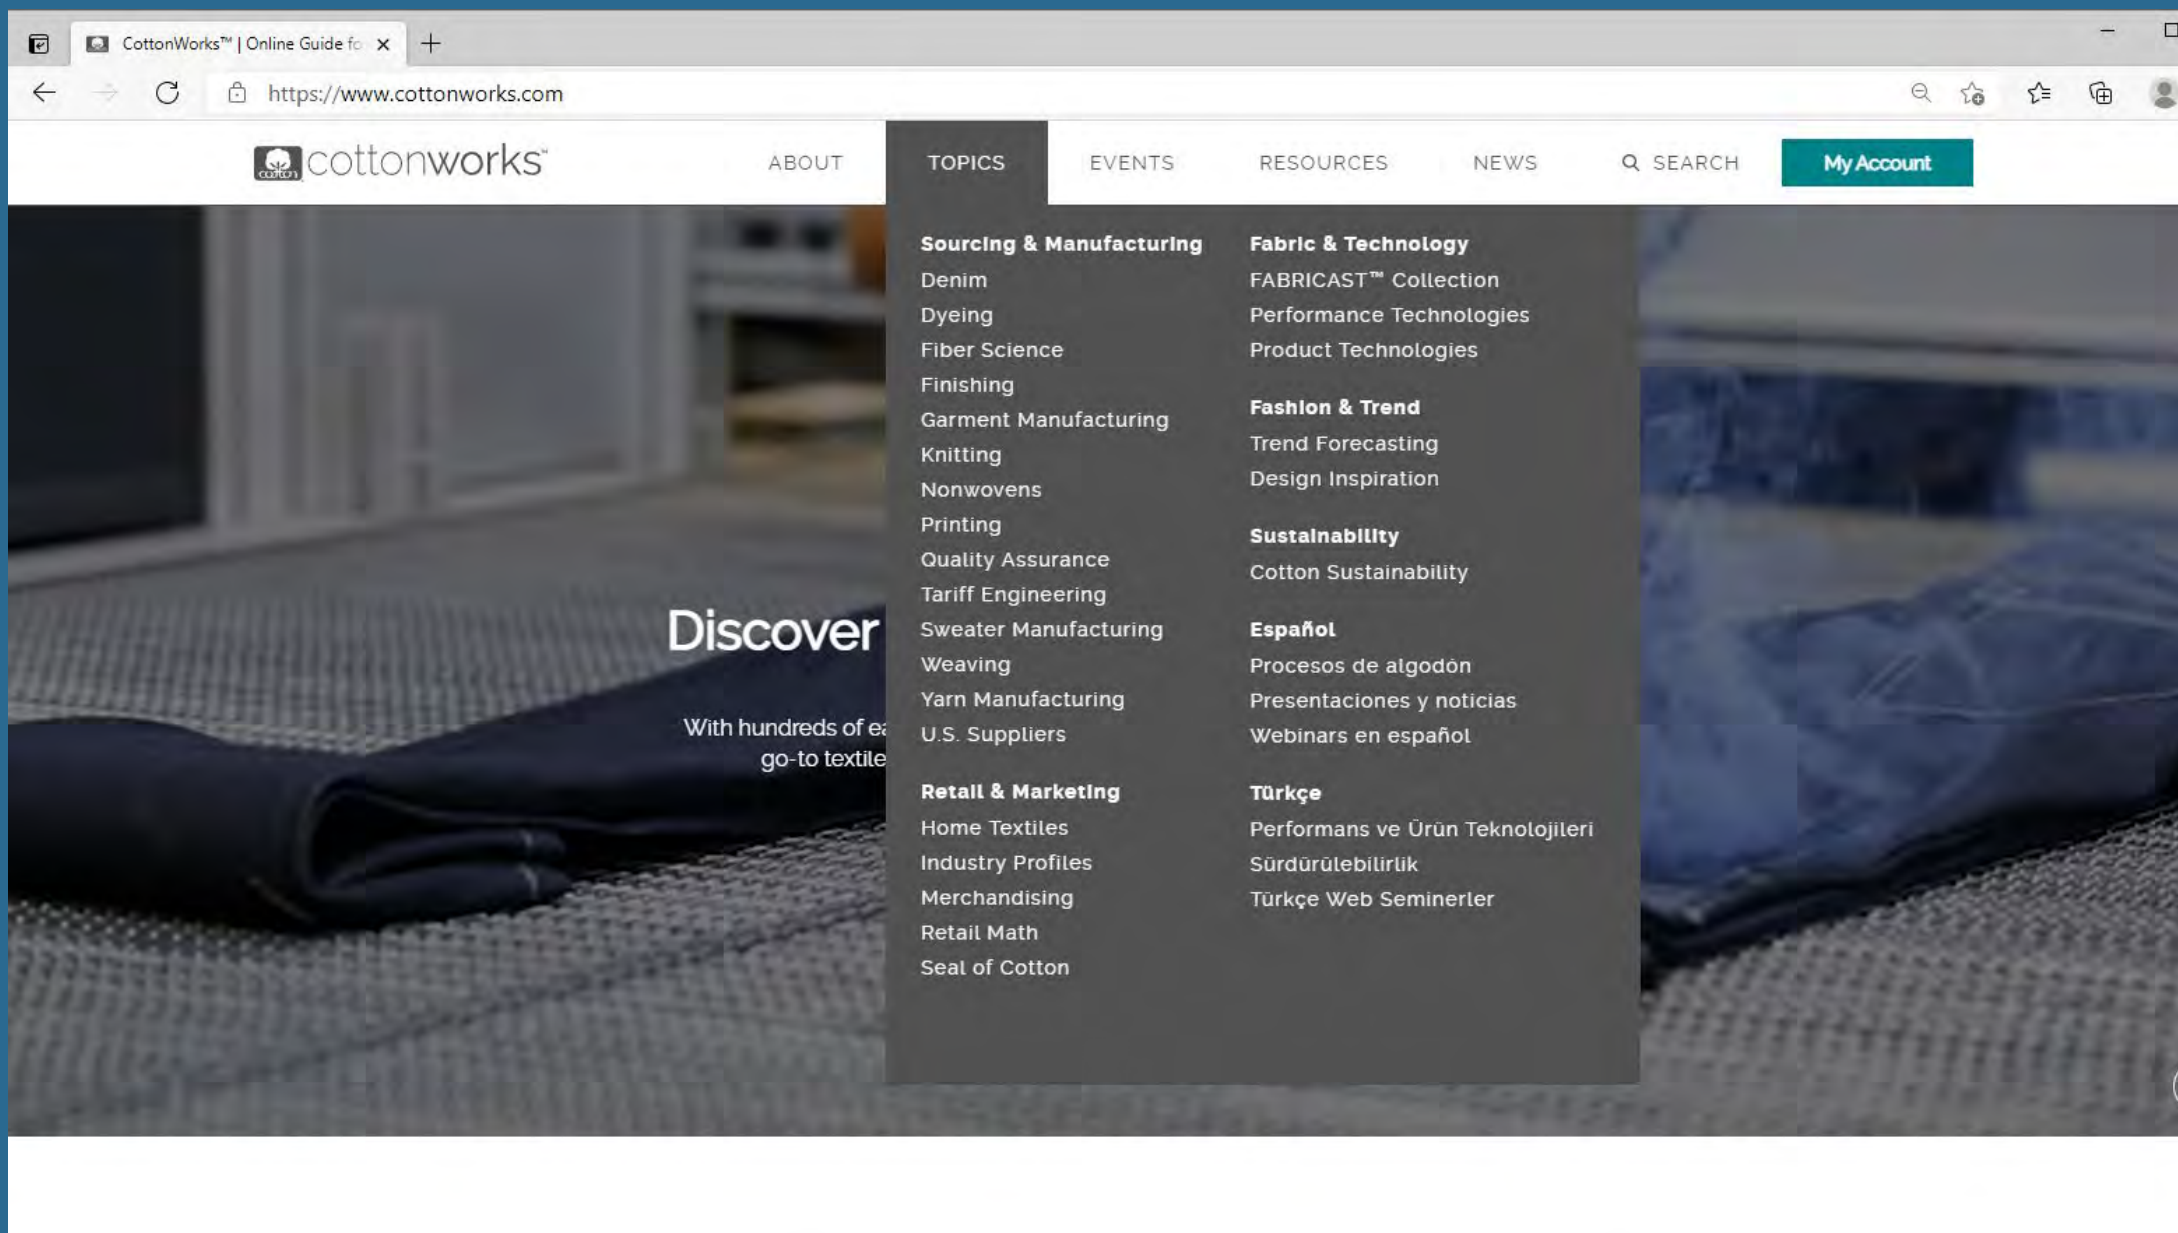 CottonWorks™ | Online Guide fo
https://www.cottonworks.com
cotton cottonworks™
ABOUT
TOPICS
EVENTS
RESOURCES
NEWS
SEARCH
My Account
Sourcing & Manufacturing
Denim
Dyeing
Fiber Science
Finishing
Garment Manufacturing
Knitting
Nonwovens
Printing
Quality Assurance
Tariff Engineering
Sweater Manufacturing
Weaving
Yarn Manufacturing
U.S. Suppliers
Retail & Marketing
Home Textiles
Industry Profiles
Merchandising
Retail Math
Seal of Cotton
Fabric & Technology
FABRICAST™ Collection
Performance Technologies
Product Technologies
Fashion & Trend
Trend Forecasting
Design Inspiration
Sustainability
Cotton Sustainability
Español
Procesos de algodón
Presentaciones y noticias
Webinars en español
Türkçe
Performans ve Ürün Teknolojileri
Sürdürülebilirlik
Türkçe Web Seminerler
Discover
With hundreds of ea
go-to textile